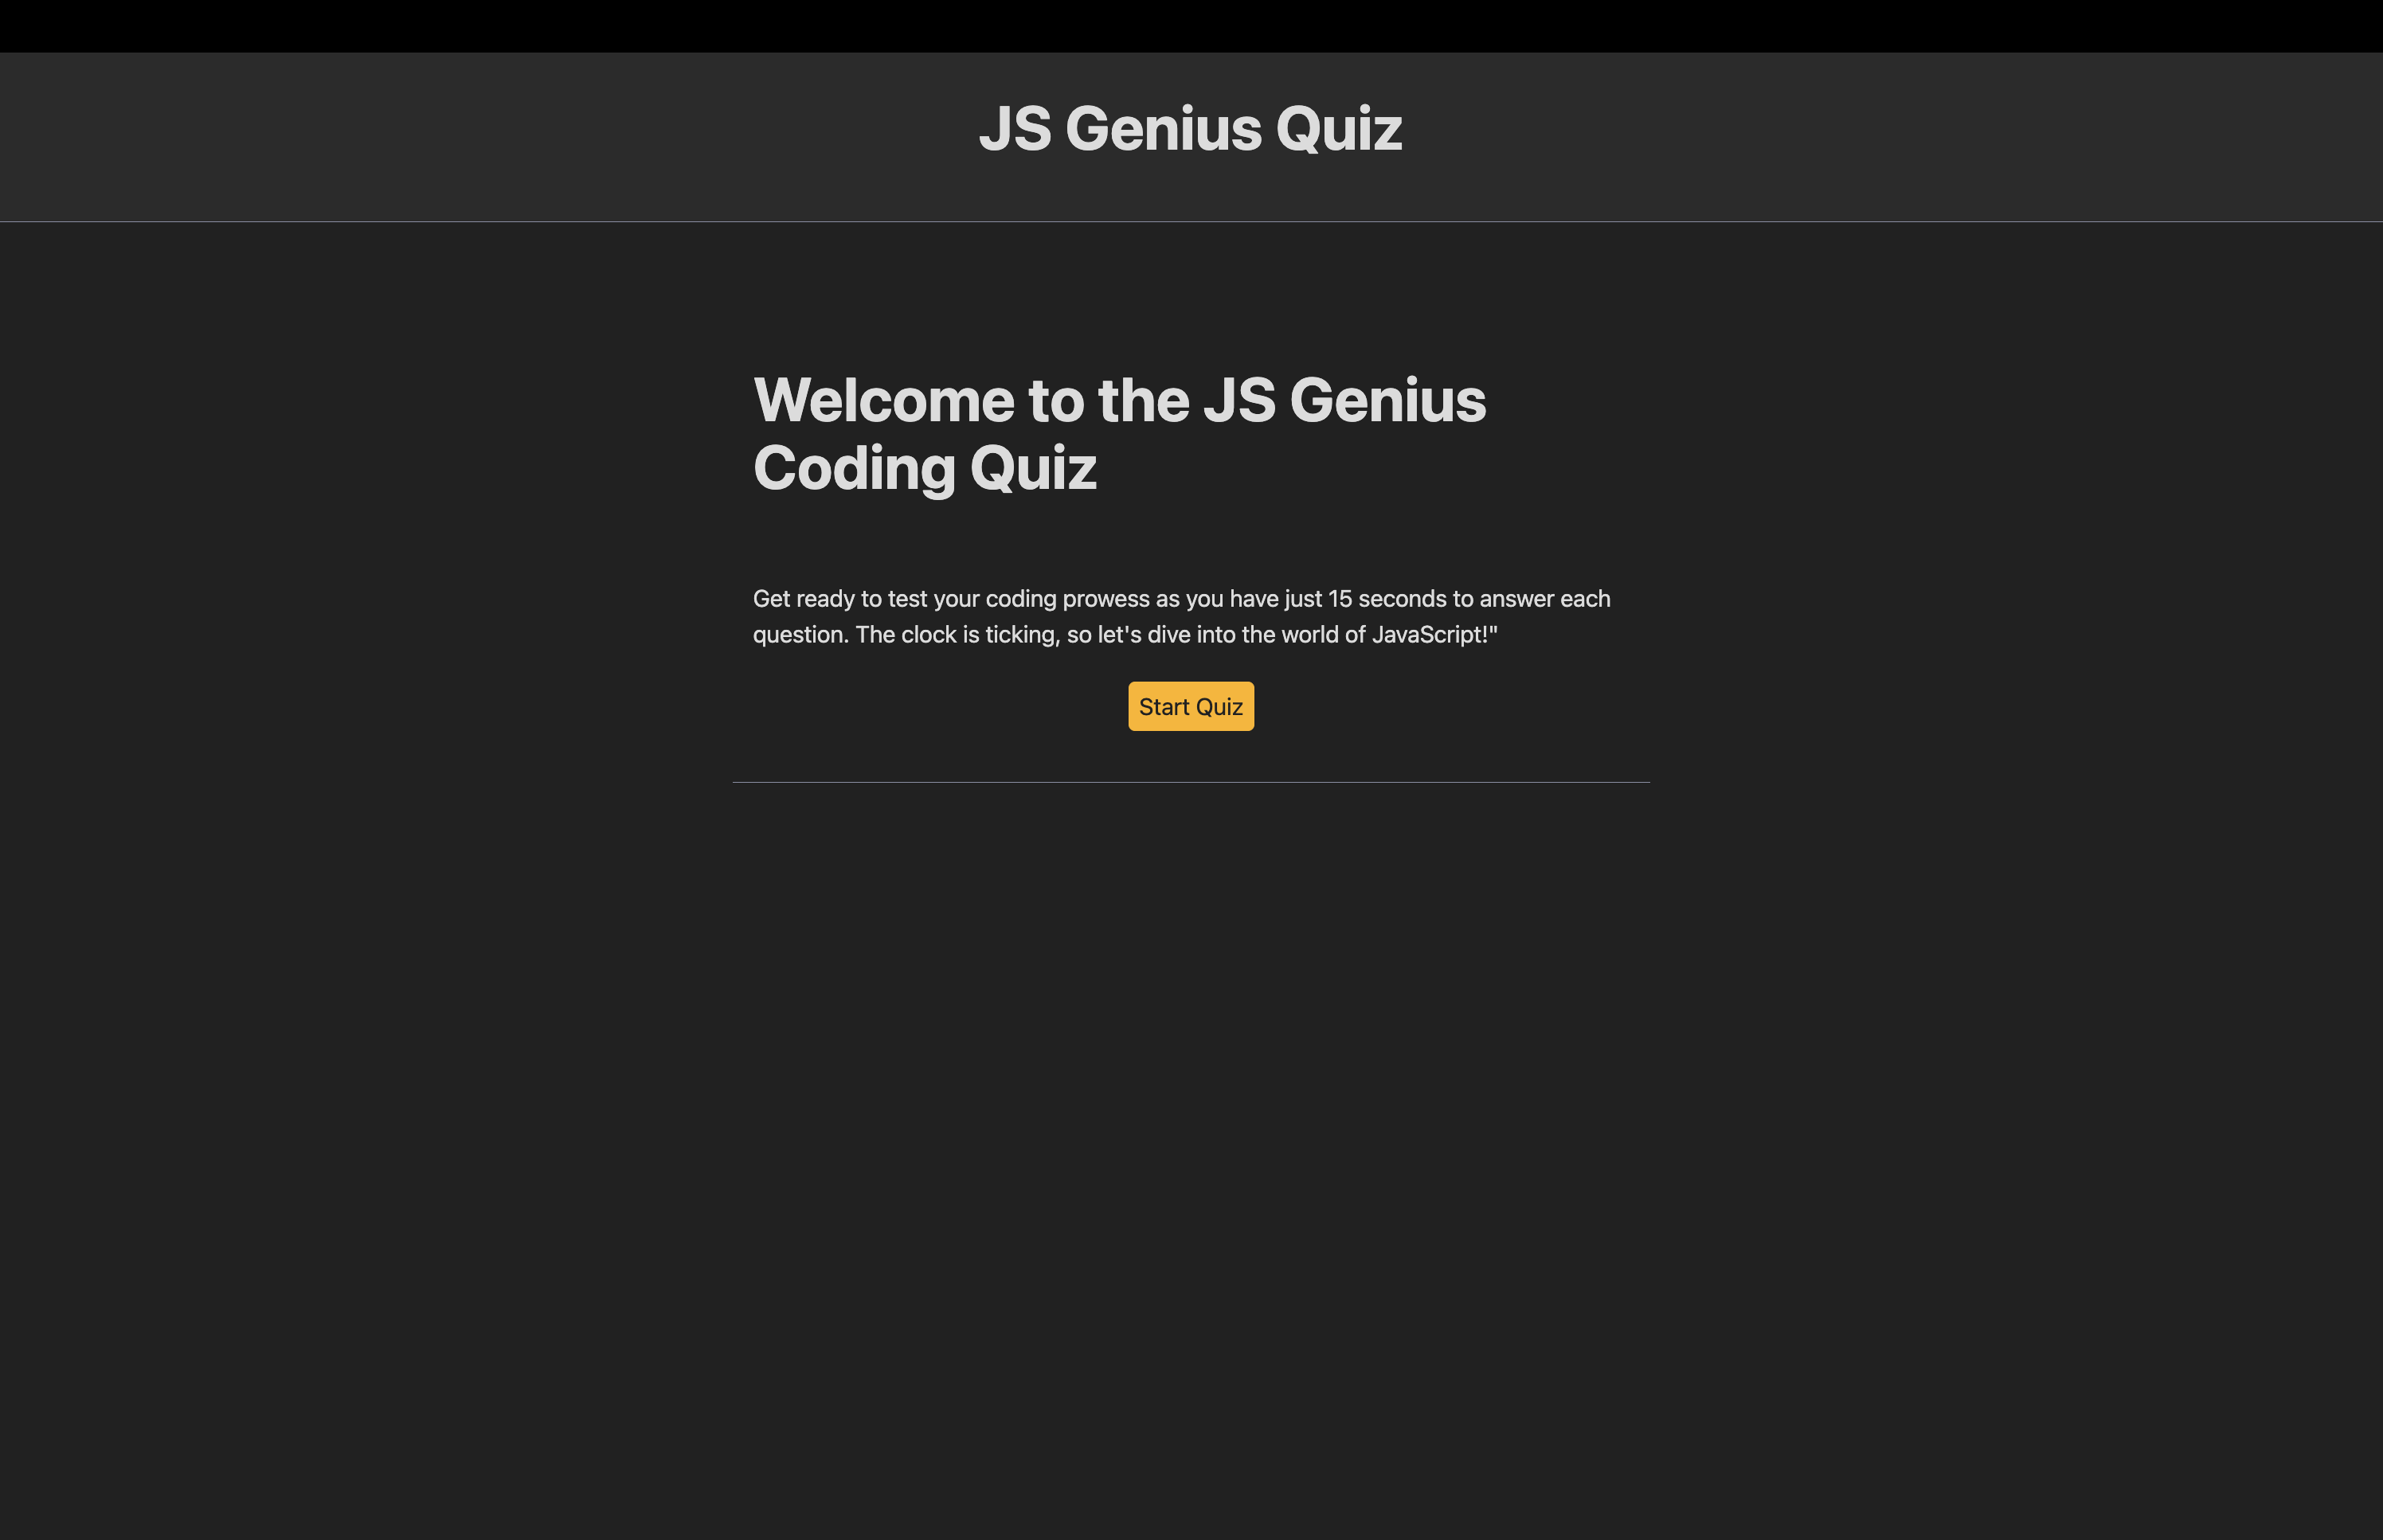 JS Genius Quiz
Welcome to the JS Genius
Coding Quiz
Get ready to test your coding prowess as you have just 15 seconds to answer each
question. The clock is ticking, so let's dive into the world of JavaScript!"
Start Quiz